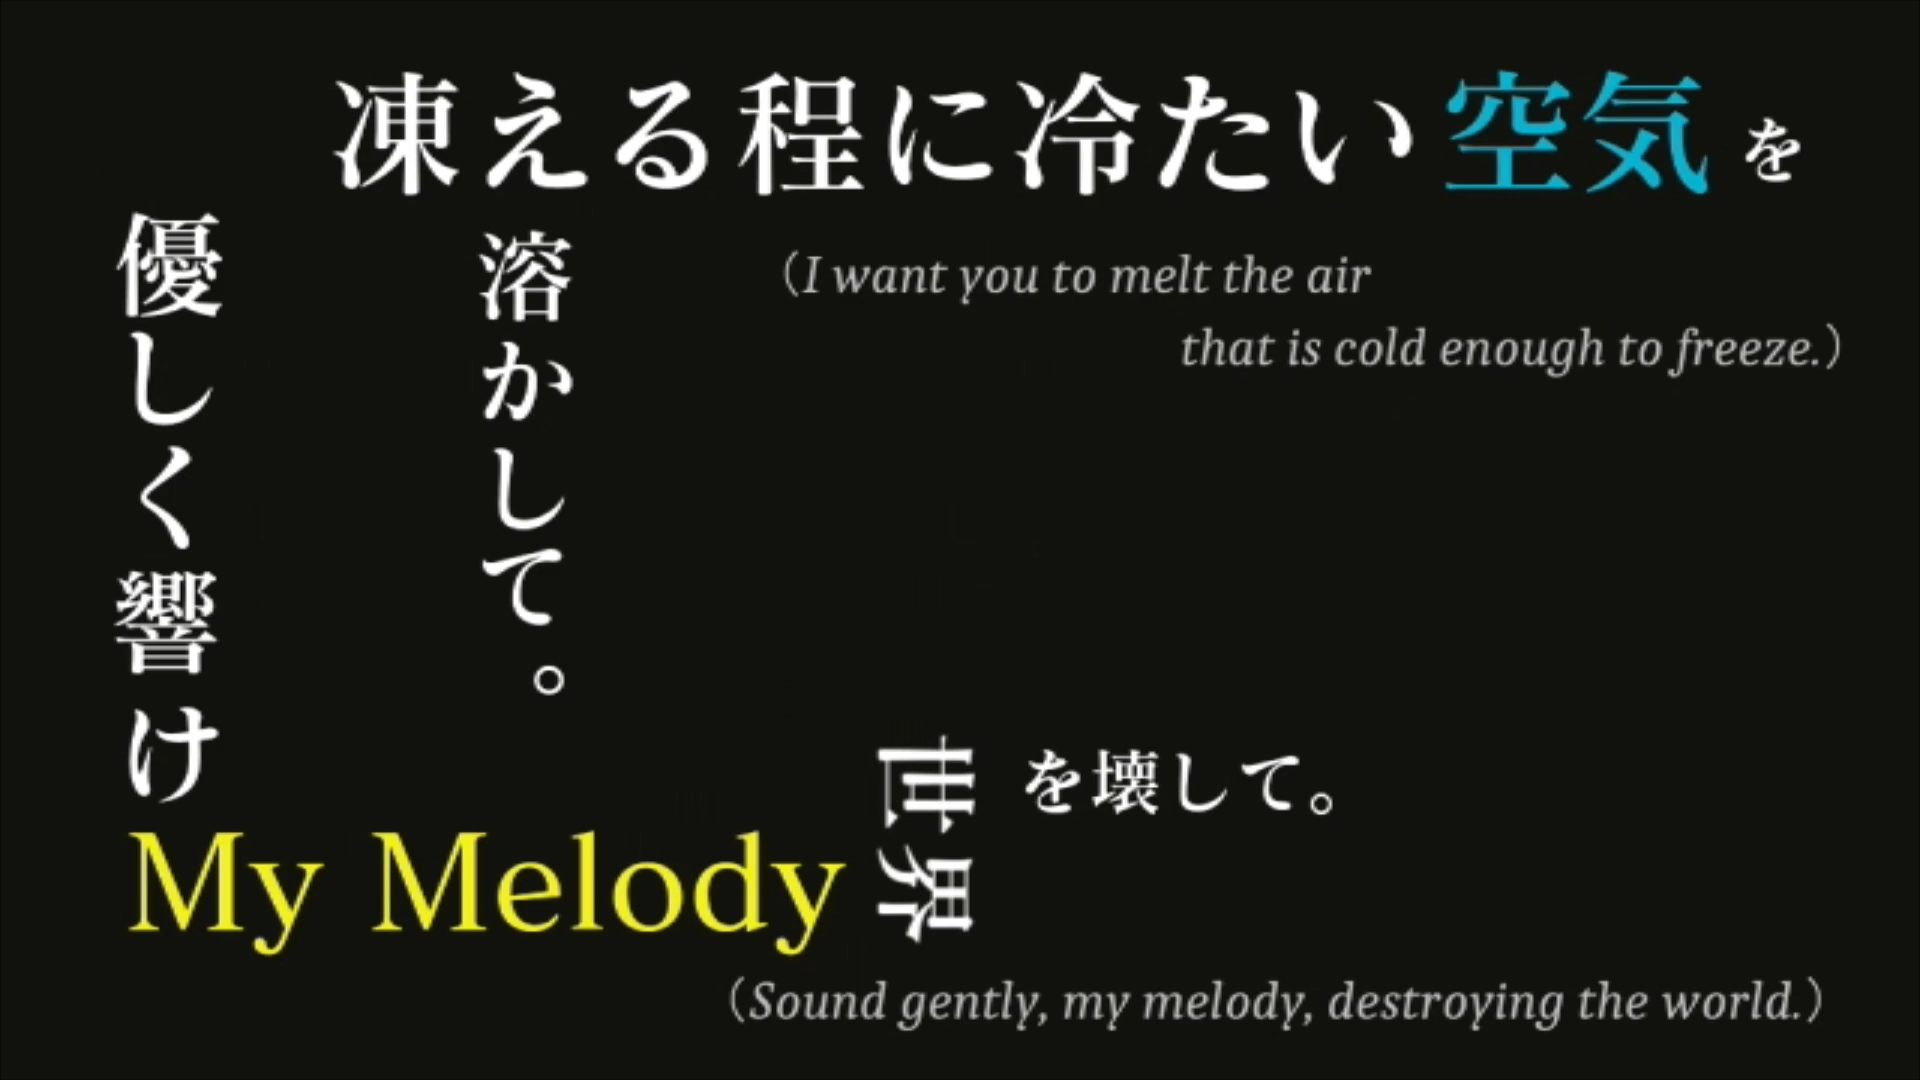 凍える程に冷たい空気を
溶かして。
（I want you to melt the air
that is cold enough to freeze.）
優しく響け
My Melody
世界
を壊して。
（Sound gently, my melody, destroying the world.）